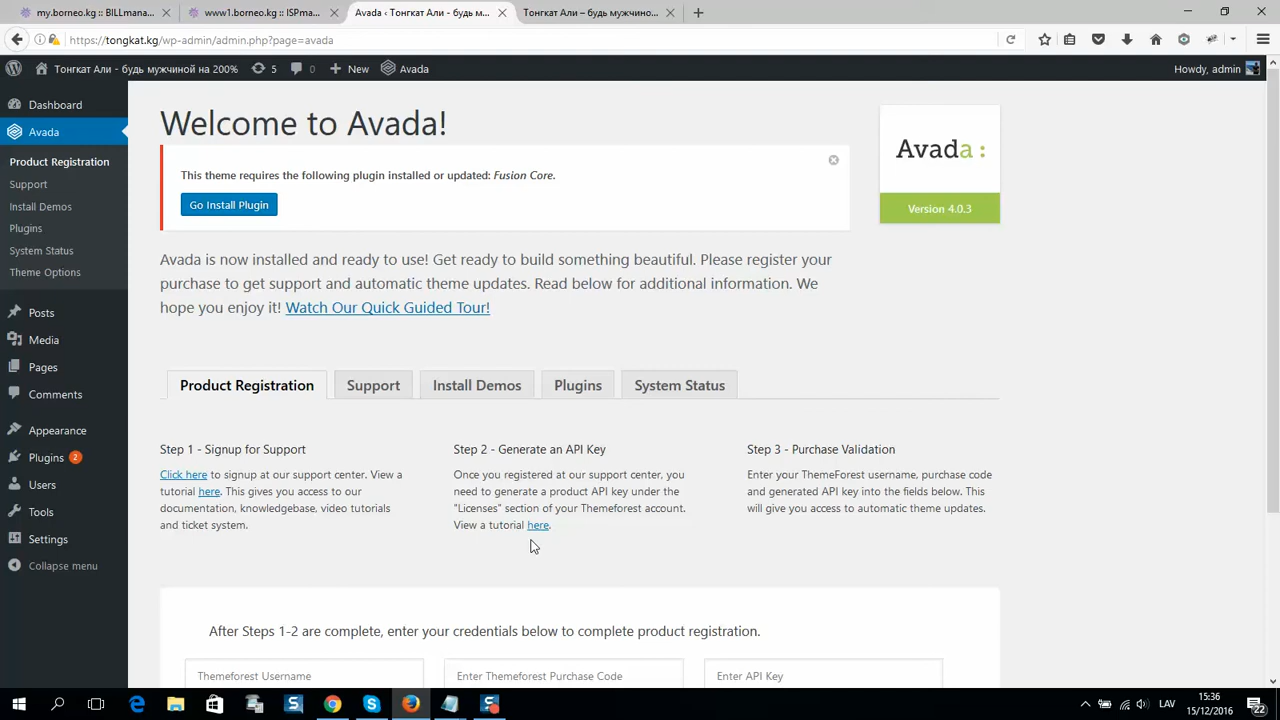 my.borneo.kg :: BILLmana...
www1.borneo.kg :: ISPma...
Avada ‹ Тонгкат Али - будь м...
Тонгкат Али – будь мужчино...
https://tongkat.kg/wp-admin/admin.php?page=avada
Тонгкат Али - будь мужчиной на 200%
5
0
New
Avada
Howdy, admin
Dashboard
Avada
Product Registration
Support
Install Demos
Plugins
System Status
Theme Options
Posts
Media
Pages
Comments
Appearance
Plugins 2
Users
Tools
Settings
Collapse menu
Welcome to Avada!
This theme requires the following plugin installed or updated: Fusion Core.
Go Install Plugin
Avada :
Version 4.0.3
Avada is now installed and ready to use! Get ready to build something beautiful. Please register your
purchase to get support and automatic theme updates. Read below for additional information. We
hope you enjoy it! Watch Our Quick Guided Tour!
Product Registration
Support
Install Demos
Plugins
System Status
Step 1 - Signup for Support
Click here to signup at our support center. View a
tutorial here. This gives you access to our
documentation, knowledgebase, video tutorials
and ticket system.
Step 2 - Generate an API Key
Once you registered at our support center, you
need to generate a product API key under the
"Licenses" section of your Themeforest account.
View a tutorial here.
Step 3 - Purchase Validation
Enter your ThemeForest username, purchase code
and generated API key into the fields below. This
will give you access to automatic theme updates.
After Steps 1-2 are complete, enter your credentials below to complete product registration.
Themeforest Username
Enter Themeforest Purchase Code
Enter API Key
LAV
15:36
15/12/2016
22